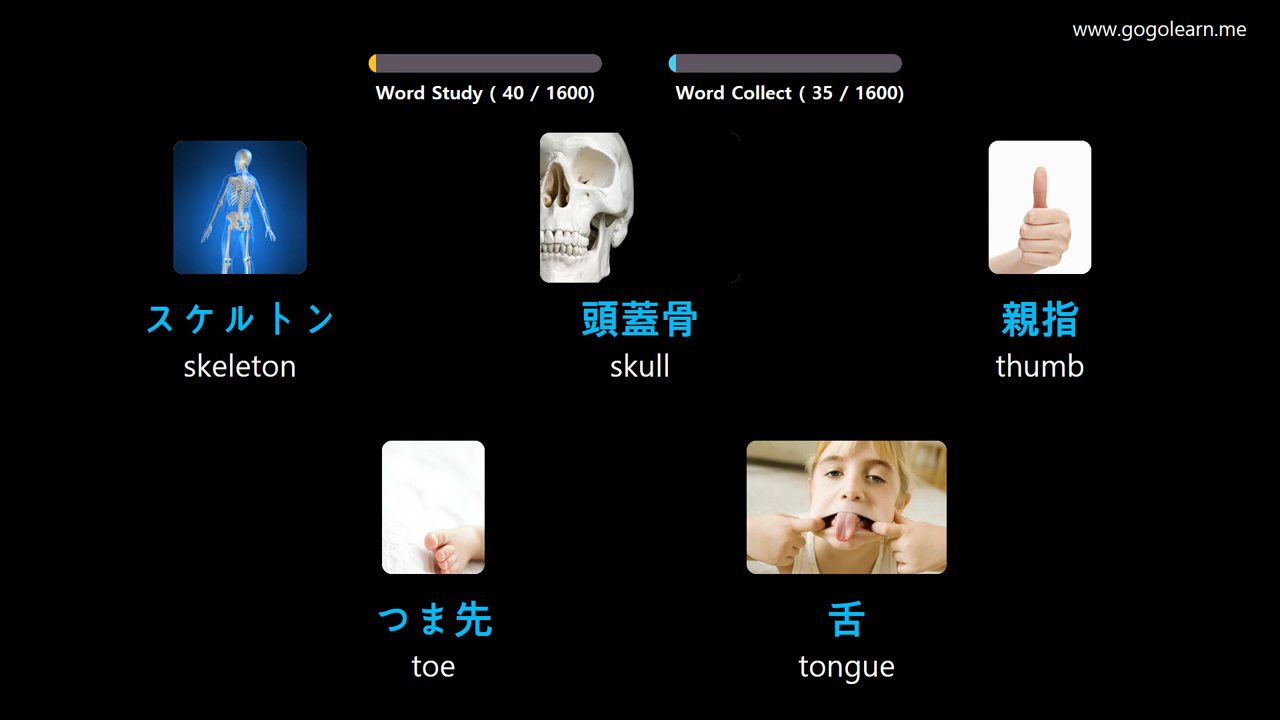 www.gogolearn.me
Word Study ( 40 / 1600)
Word Collect ( 35 / 1600)
スケルトン
skeleton
頭蓋骨
skull
親指
thumb
つま先
toe
舌
tongue